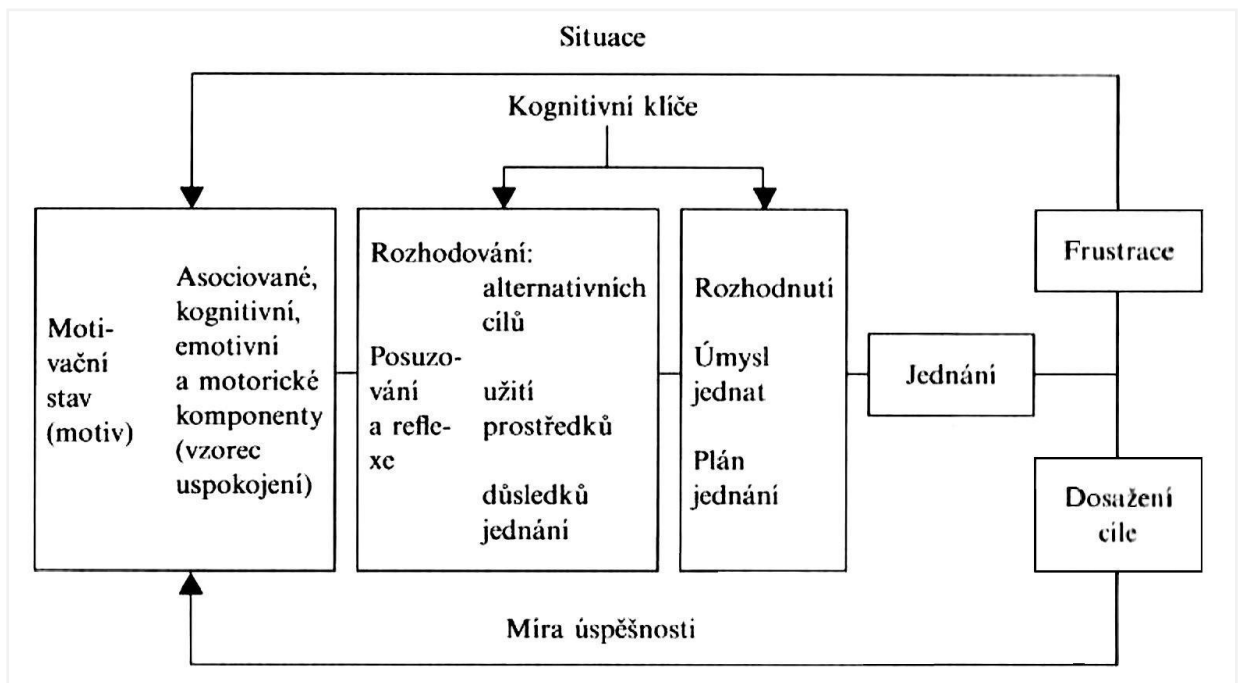 Situace
Kognitivní klíče
Moti-
vační
stav
(motiv)
Asociované,
kognitivní,
emotivní
a motorické
komponenty
(vzorec
uspokojení)
Rozhodování:
alternativních
cílů
Posuzo-
vání
a refle-
xe
užití
prostředků
důsledků
jednání
Rozhodnutí
Úmysl
jednat
Plán
jednání
Jednání
Frustrace
Dosažení
cíle
Míra úspěšnosti